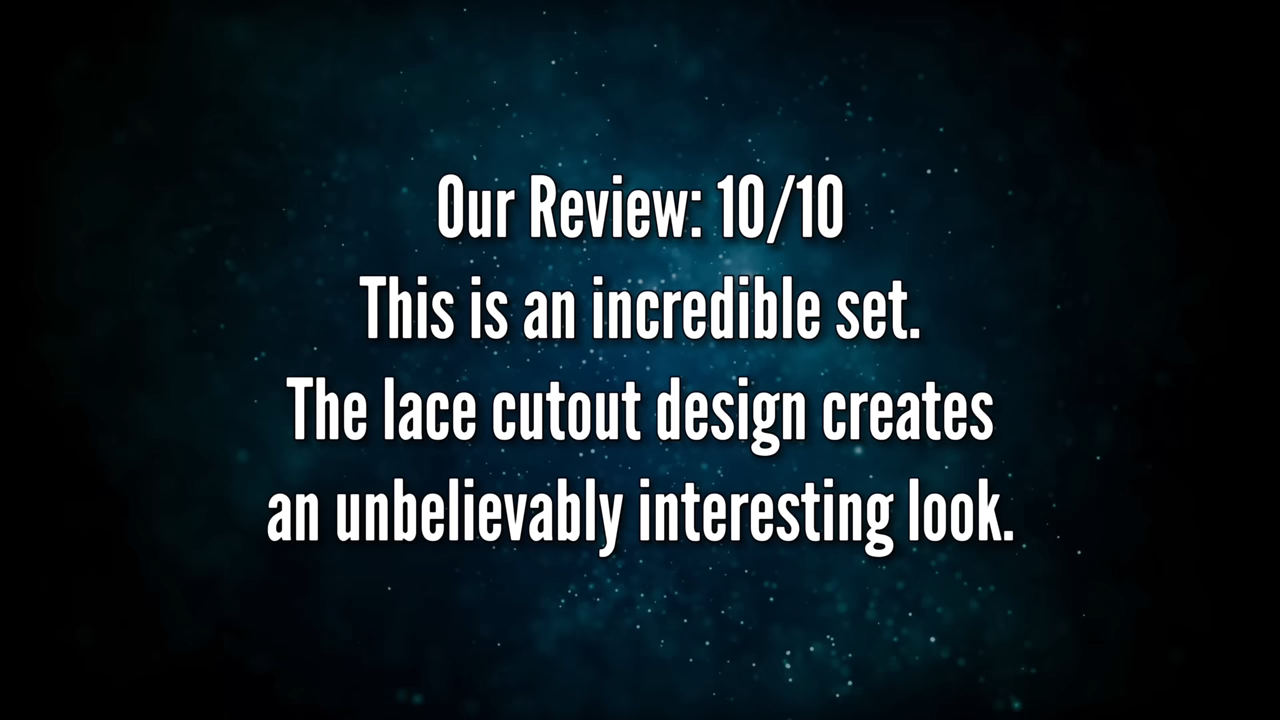 Our Review: 10/10
This is an incredible set.
The lace cutout design creates
an unbelievably interesting look.